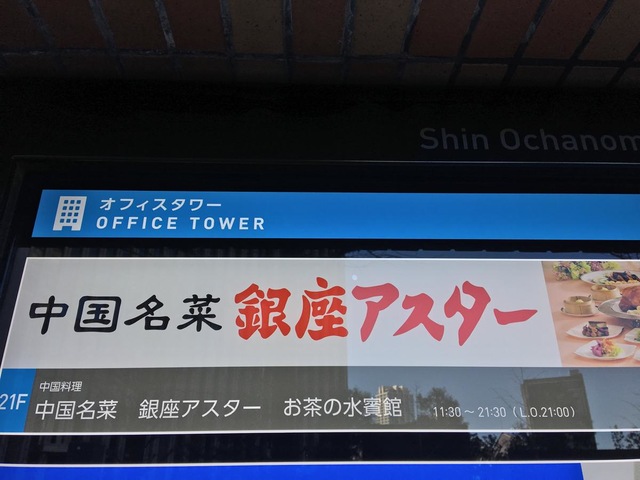 Shin Ochanom
オフィスタワー
OFFICE TOWER
中国名菜 銀座アスター
中国料理
21F
中国名菜 銀座アスター お茶の水賓館 11:30～21:30（L.O.21:00）